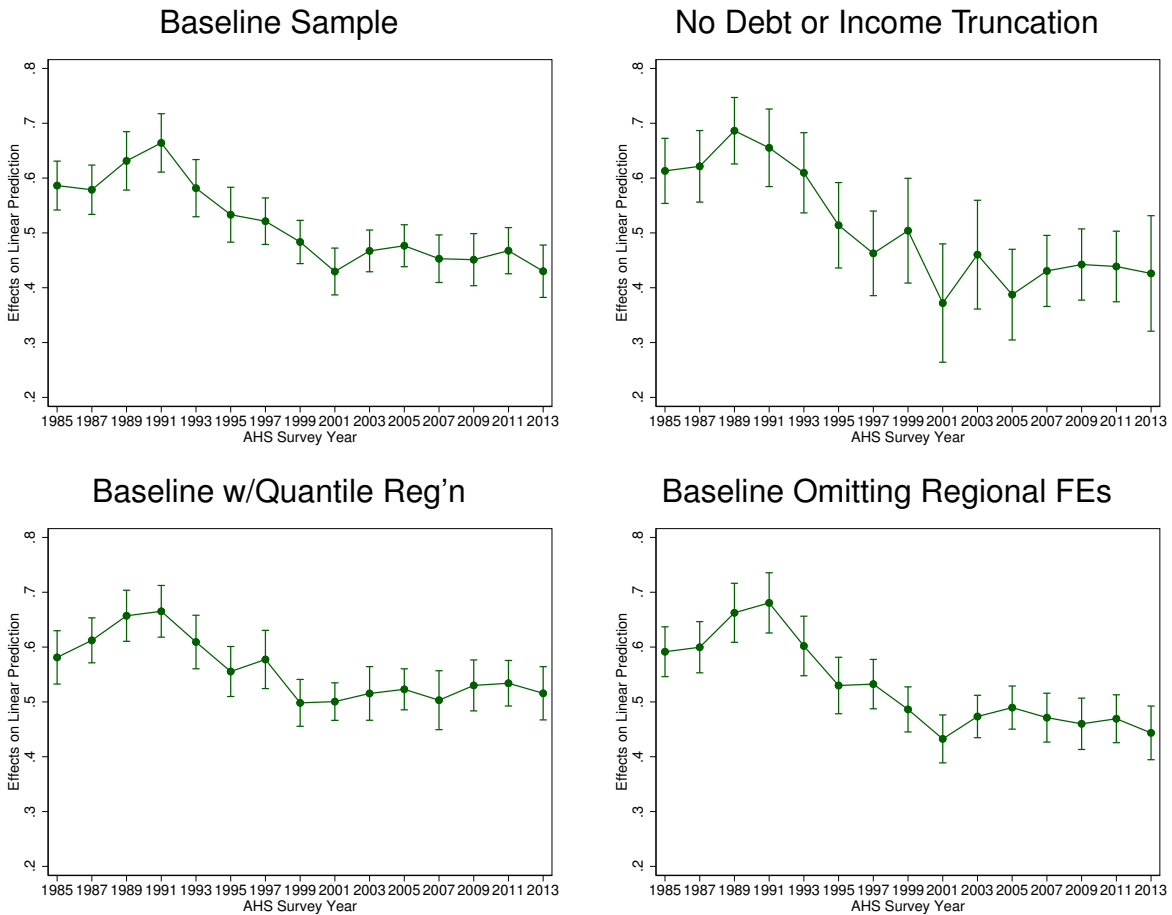 Baseline Sample
Effects on Linear Prediction
.8
.7
.6
.5
.4
.3
.2
1985 1987 1989 1991 1993 1995 1997 1999 2001 2003 2005 2007 2009 2011 2013
AHS Survey Year
No Debt or Income Truncation
Effects on Linear Prediction
.8
.7
.6
.5
.4
.3
.2
1985 1987 1989 1991 1993 1995 1997 1999 2001 2003 2005 2007 2009 2011 2013
AHS Survey Year
Baseline w/Quantile Reg'n
Effects on Linear Prediction
.8
.7
.6
.5
.4
.3
.2
1985 1987 1989 1991 1993 1995 1997 1999 2001 2003 2005 2007 2009 2011 2013
AHS Survey Year
Baseline Omitting Regional FEs
Effects on Linear Prediction
.8
.7
.6
.5
.4
.3
.2
1985 1987 1989 1991 1993 1995 1997 1999 2001 2003 2005 2007 2009 2011 2013
AHS Survey Year